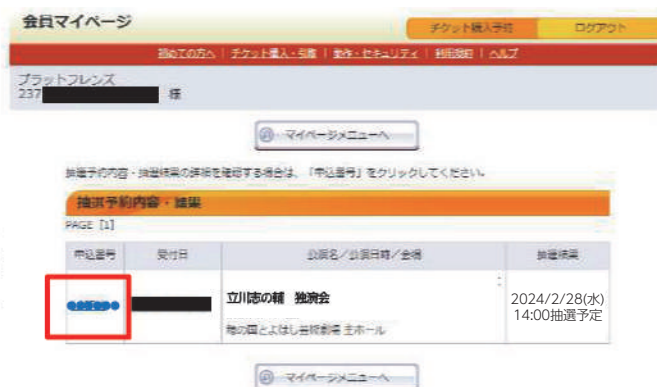 会員マイページ
チケット購入予約 ログアウト
初めての方へ | チケット購入・引取 | 動作・セキュリティ | 利用規約 | ヘルプ
プラットフレンズ
237 様
マイページメニューへ
抽選予約内容・抽選結果の詳細を確認する場合は、「申込番号」をクリックしてください。
抽選予約内容・結果
PAGE [1]
申込番号 受付日 公演名/公演日時/会場 抽選結果
立川志の輔 独演会
2024/2/28(水)
14:00抽選予定
穂の国とよはし芸術劇場 主ホール
マイページメニューへ